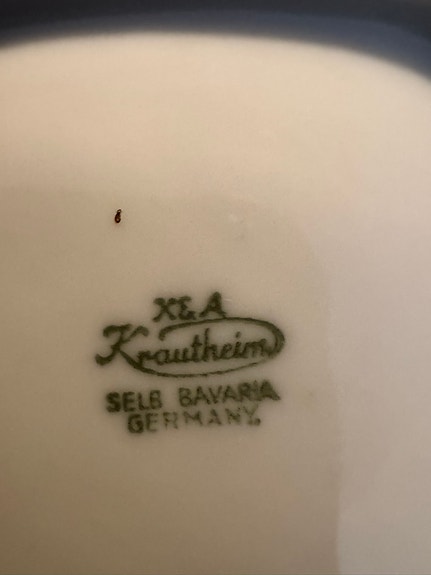 K&A
Krautheim
SELB BAVARIA
GERMANY.